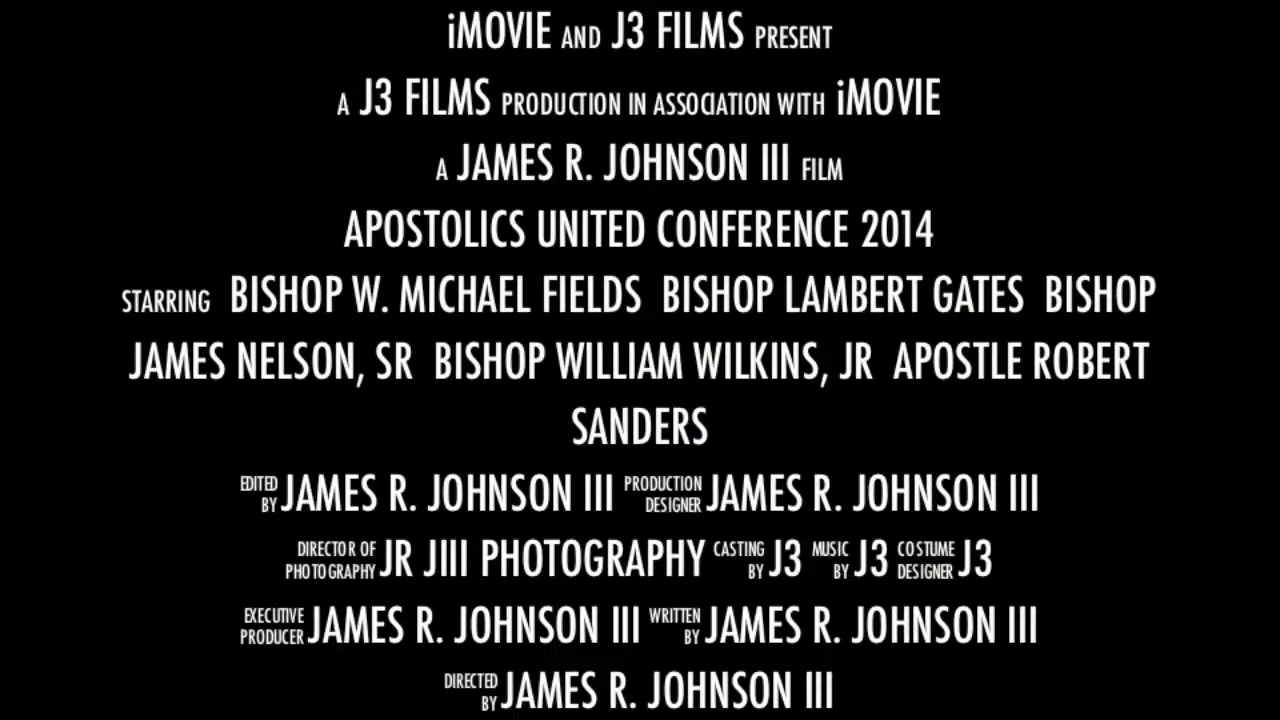 iMOVIE AND J3 FILMS PRESENT
A J3 FILMS PRODUCTION IN ASSOCIATION WITH iMOVIE
A JAMES R. JOHNSON III FILM
APOSTOLICS UNITED CONFERENCE 2014
STARRING BISHOP W. MICHAEL FIELDS BISHOP LAMBERT GATES BISHOP
JAMES NELSON, SR BISHOP WILLIAM WILKINS, JR APOSTLE ROBERT
SANDERS
EDITED BY JAMES R. JOHNSON III PRODUCTION DESIGNER JAMES R. JOHNSON III
DIRECTOR OF PHOTOGRAPHY JR JIII PHOTOGRAPHY CASTING BY J3 MUSIC BY J3 COSTUME DESIGNER J3
EXECUTIVE PRODUCER JAMES R. JOHNSON III WRITTEN BY JAMES R. JOHNSON III
DIRECTED BY JAMES R. JOHNSON III